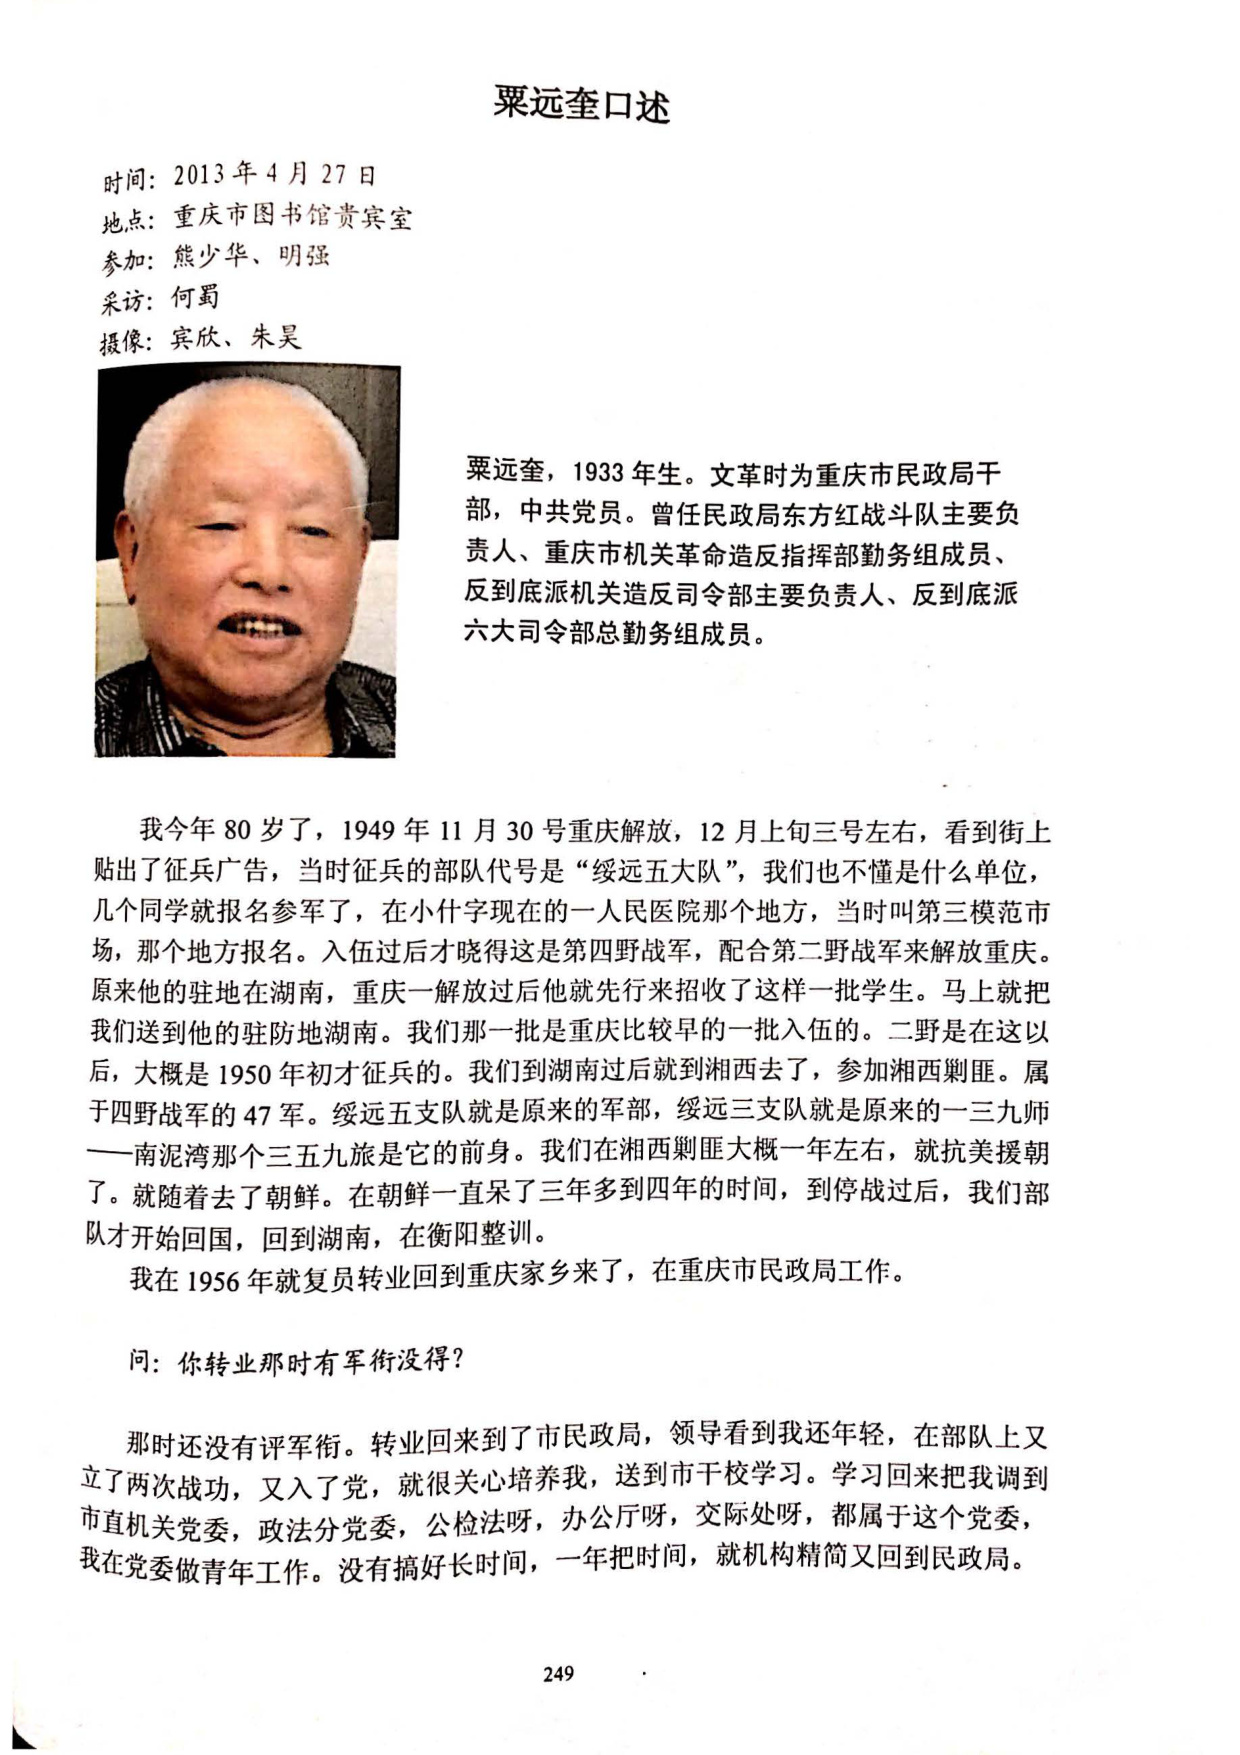 粟远奎口述
时间：2013年4月27日
地点：重庆市图书馆贵宾室
参加：熊少华、明强
采访：何蜀
摄像：宾欣、朱昊
粟远奎，1933年生。文革时为重庆市民政局干
部，中共党员。曾任民政局东方红战斗队主要负
责人、重庆市机关革命造反指挥部勤务组成员、
反到底派机关造反司令部主要负责人、反到底派
六大司令部总勤务组成员。
我今年80岁了，1949年11月30号重庆解放，12月上旬三号左右，看到街上
贴出了征兵广告，当时征兵的部队代号是“绥远五大队”，我们也不懂是什么单位，
几个同学就报名参军了，在小什字现在的一人民医院那个地方，当时叫第三模范市
场，那个地方报名。入伍过后才晓得这是第四野战军，配合第二野战军来解放重庆。
原来他的驻地在湖南，重庆一解放过后他就先行来招收了这样一批学生。马上就把
我们送到他的驻防地湖南。我们那一批是重庆比较早的一批入伍的。二野是在这以
后，大概是1950年初才征兵的。我们到湖南过后就到湘西去了，参加湘西剿匪。属
于四野战军的47军。绥远五支队就是原来的军部，绥远三支队就是原来的一三九师
——南泥湾那个三五九旅是它的前身。我们在湘西剿匪大概一年左右，就抗美援朝
了。就随着去了朝鲜。在朝鲜一直呆了三年多到四年的时间，到停战过后，我们部
队才开始回国，回到湖南，在衡阳整训。
我在1956年就复员转业回到重庆家乡来了，在重庆市民政局工作。
问：你转业那时有军衔没得？
那时还没有评军衔。转业回来到了市民政局，领导看到我还年轻，在部队上又
立了两次战功，又入了党，就很关心培养我，送到市干校学习。学习回来把我调到
市直机关党委，政法分党委，公检法呀，办公厅呀，交际处呀，都属于这个党委，
我在党委做青年工作。没有搞好长时间，一年把时间，就机构精简又回到民政局。
249